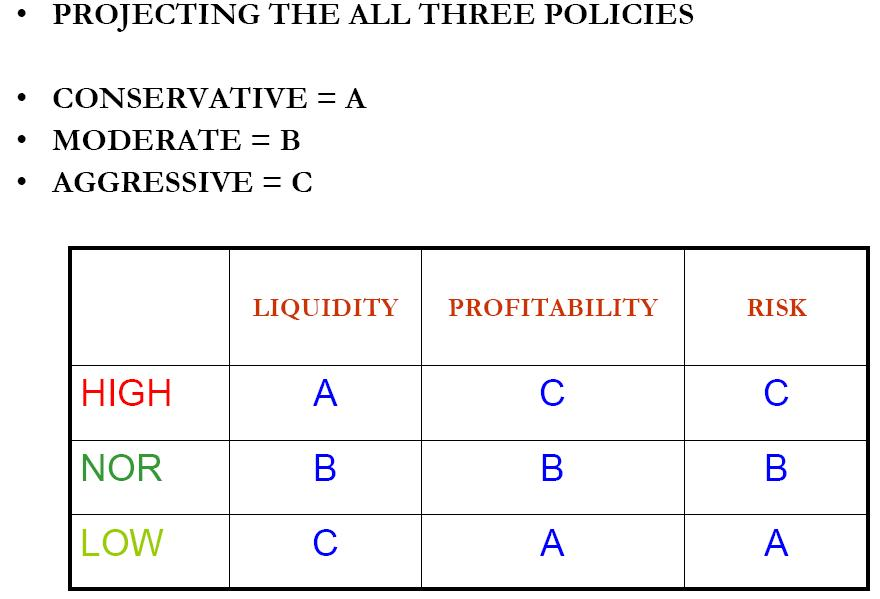 • PROJECTING THE ALL THREE POLICIES
• CONSERVATIVE = A
• MODERATE = B
• AGGRESSIVE = C
LIQUIDITY PROFITABILITY RISK
HIGH A C C
NOR B B B
LOW C A A